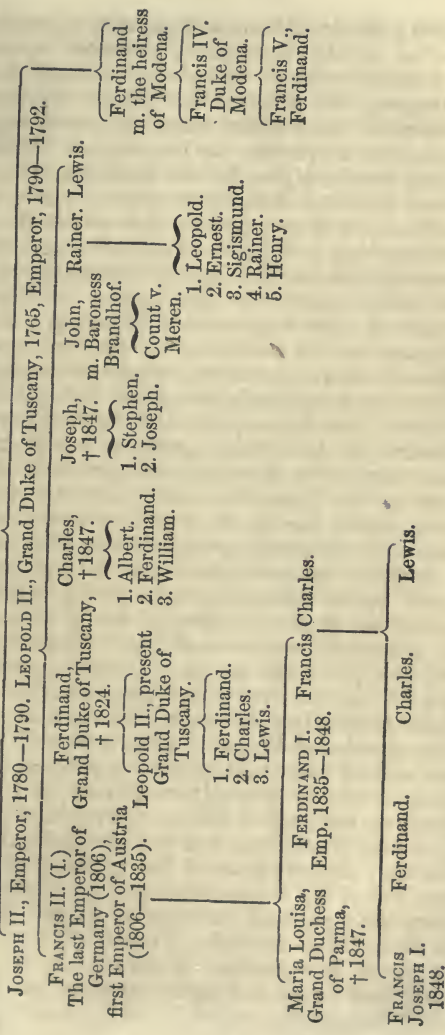 JOSEPH II., Emperor, 1780—1790. LEOPOLD II., Grand Duke of Tuscany, 1765, Emperor, 1790—1792.
Ferdinand
m. the heiress
of Modena.
Francis IV.
Duke of
Modena.
Francis V.,
Ferdinand.
FRANCIS II. (I.)
The last Emperor of
Germany (1806),
first Emperor of Austria
(1806—1835).
Ferdinand,
Grand Duke of Tuscany,
† 1824.
Leopold II., present
Grand Duke of
Tuscany.
1. Ferdinand.
2. Charles.
3. Lewis.
Charles,
† 1847.
1. Albert.
2. Ferdinand.
3. William.
Joseph,
† 1847.
1. Stephen.
2. Joseph.
John,
m. Baroness
Brandhof.
Count v.
Meren.
Rainer. Lewis.
1. Leopold.
2. Ernest.
3. Sigismund.
4. Rainer.
5. Henry.
Maria Louisa,
Grand Duchess
of Parma,
† 1847.
FERDINAND I.
Emp. 1835—1848.
Francis Charles.
FRANCIS
JOSEPH I.
1848.
Ferdinand.
Charles.
Lewis.